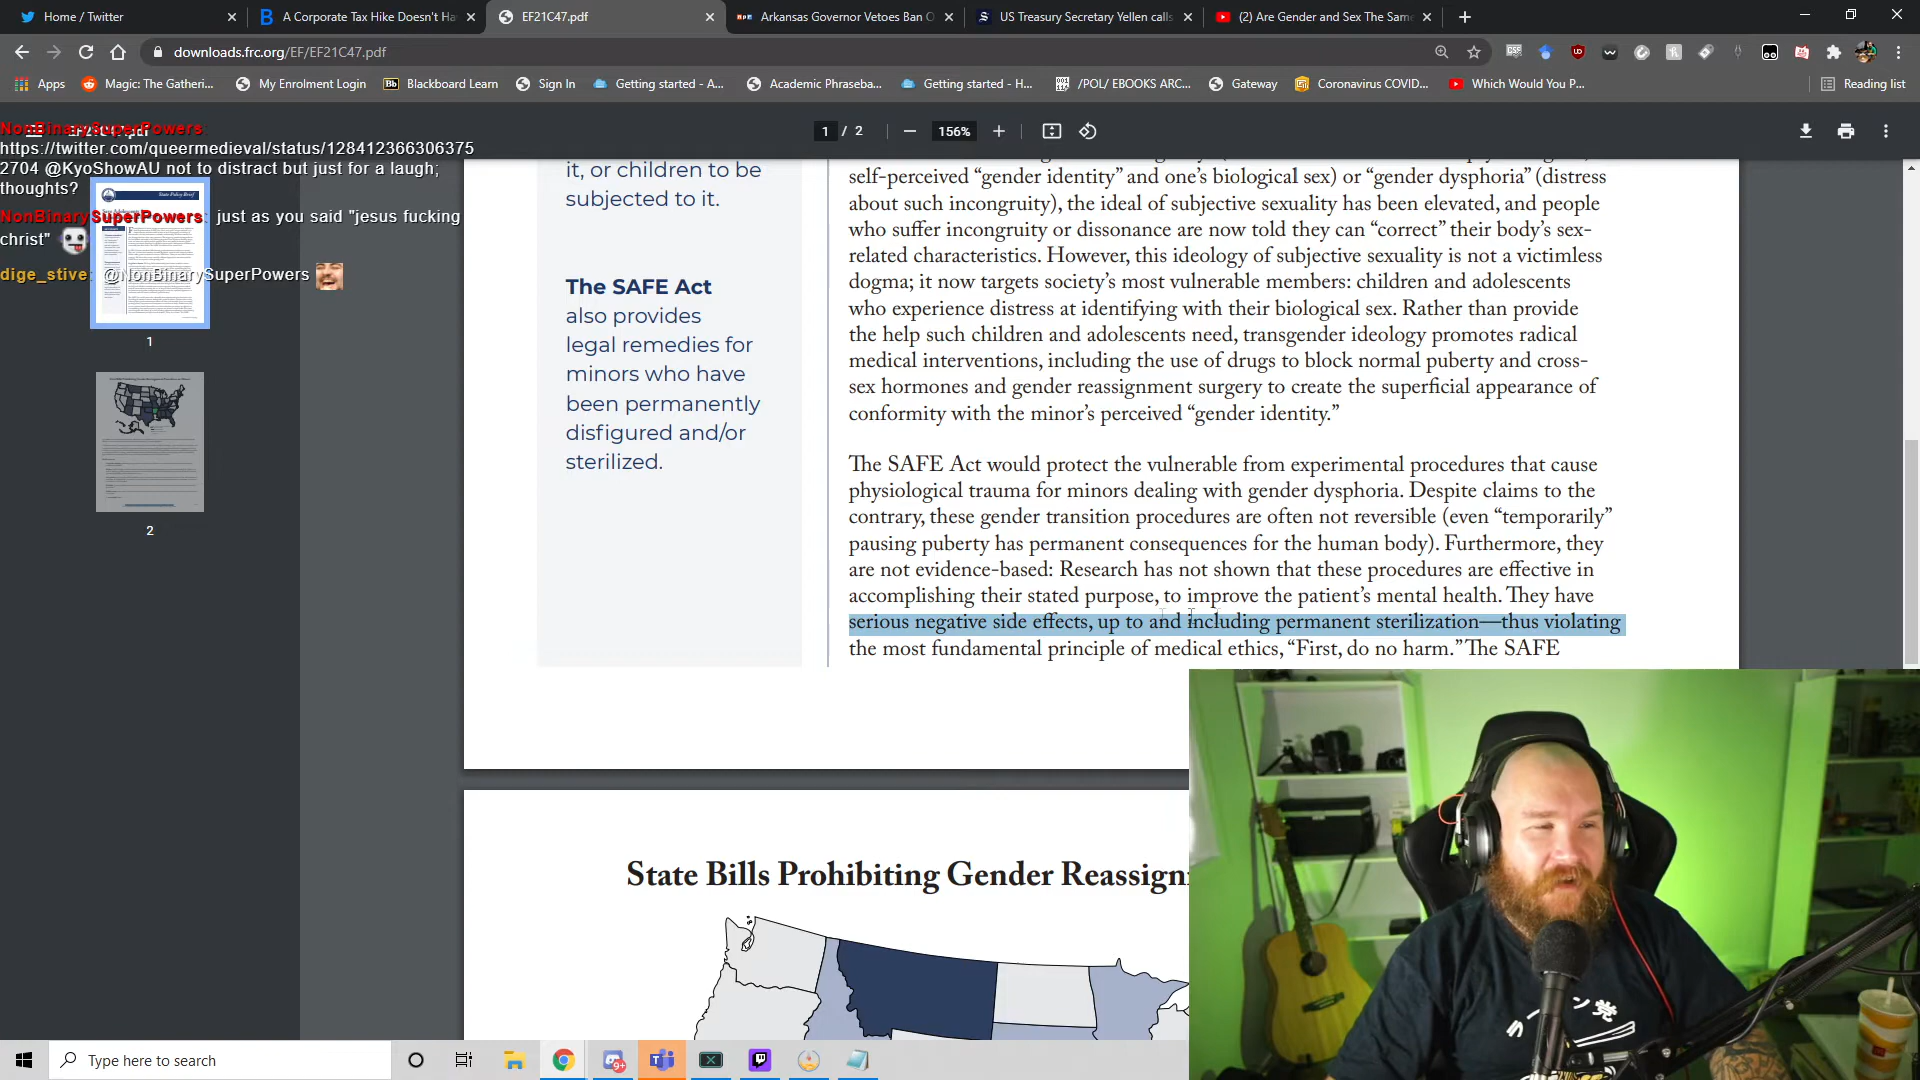 Home / Twitter
A Corporate Tax Hike Doesn't Ha
EF21C47.pdf
Arkansas Governor Vetoes Ban O
US Treasury Secretary Yellen calls
(2) Are Gender and Sex The Same
downloads.frc.org/EF/EF21C47.pdf
Apps
Magic: The Gatheri...
My Enrolment Login
Bb Blackboard Learn
Sign In
Getting started - A...
Academic Phraseba...
Getting started - H...
/POL/ EBOOKS ARC...
Gateway
Coronavirus COVID...
Which Would You P...
Reading list
1 / 2
156%
NonBinarySuperPowers
https://twitter.com/queermedieval/status/128412366306375
2704 @KyoShowAU not to distract but just for a laugh;
thoughts?
NonBinarySuperPowers: just as you said "jesus fucking
christ"
dige_stive: @NonBinarySuperPowers
State Policy Brief
1
2
it, or children to be
subjected to it.
The SAFE Act
also provides
legal remedies for
minors who have
been permanently
disfigured and/or
sterilized.
self-perceived “gender identity” and one’s biological sex) or “gender dysphoria” (distress
about such incongruity), the ideal of subjective sexuality has been elevated, and people
who suffer incongruity or dissonance are now told they can “correct” their body’s sex-
related characteristics. However, this ideology of subjective sexuality is not a victimless
dogma; it now targets society’s most vulnerable members: children and adolescents
who experience distress at identifying with their biological sex. Rather than provide
the help such children and adolescents need, transgender ideology promotes radical
medical interventions, including the use of drugs to block normal puberty and cross-
sex hormones and gender reassignment surgery to create the superficial appearance of
conformity with the minor’s perceived “gender identity.”
The SAFE Act would protect the vulnerable from experimental procedures that cause
physiological trauma for minors dealing with gender dysphoria. Despite claims to the
contrary, these gender transition procedures are often not reversible (even “temporarily”
pausing puberty has permanent consequences for the human body). Furthermore, they
are not evidence-based: Research has not shown that these procedures are effective in
accomplishing their stated purpose, to improve the patient’s mental health. They have
serious negative side effects, up to and including permanent sterilization—thus violating
the most fundamental principle of medical ethics, “First, do no harm.” The SAFE
State Bills Prohibiting Gender Reassign
Type here to search
9+